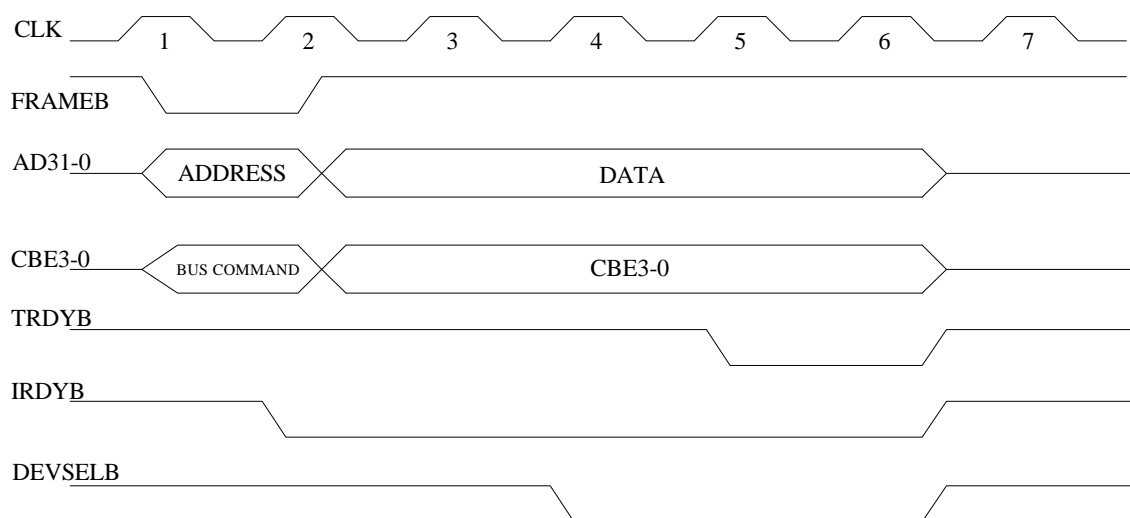 CLK
1 2 3 4 5 6 7
FRAMEB
AD31-0
ADDRESS DATA
CBE3-0
BUS COMMAND CBE3-0
TRDYB
IRDYB
DEVSELB